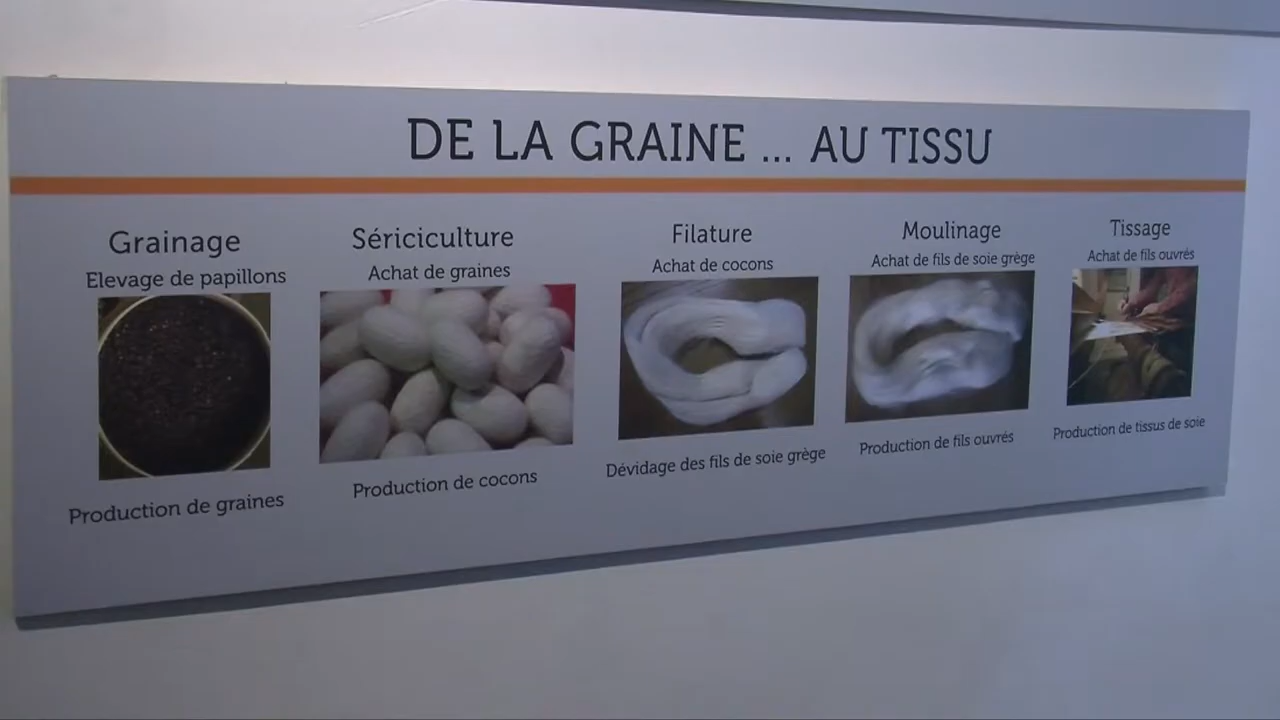 DE LA GRAINE ... AU TISSU
Grainage
Elevage de papillons
Production de graines
Sériciculture
Achat de graines
Production de cocons
Filature
Achat de cocons
Dévidage des fils de soie grège
Moulinage
Achat de fils de soie grège
Production de fils ouvrés
Tissage
Achat de fils ouvrés
Production de tissus de soie